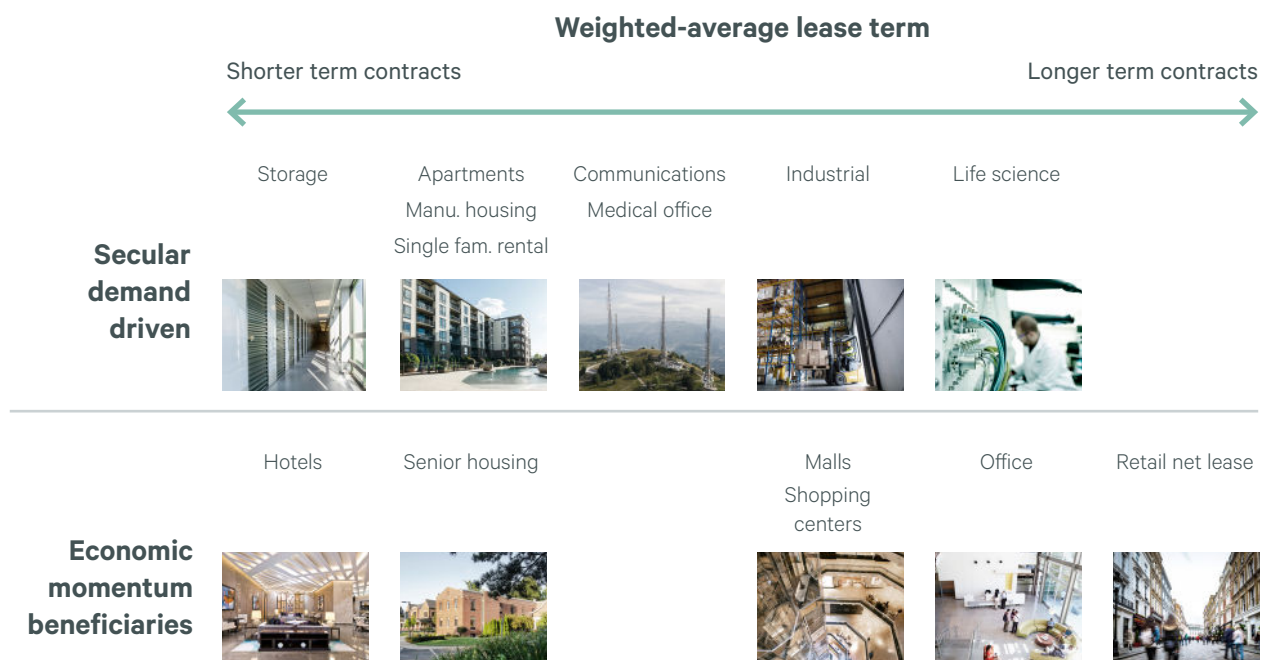 Weighted-average lease term
Shorter term contracts
Longer term contracts
Storage
Apartments
Manu. housing
Single fam. rental
Communications
Medical office
Industrial
Life science
Secular
demand
driven
Hotels
Senior housing
Malls
Shopping
centers
Office
Retail net lease
Economic
momentum
beneficiaries